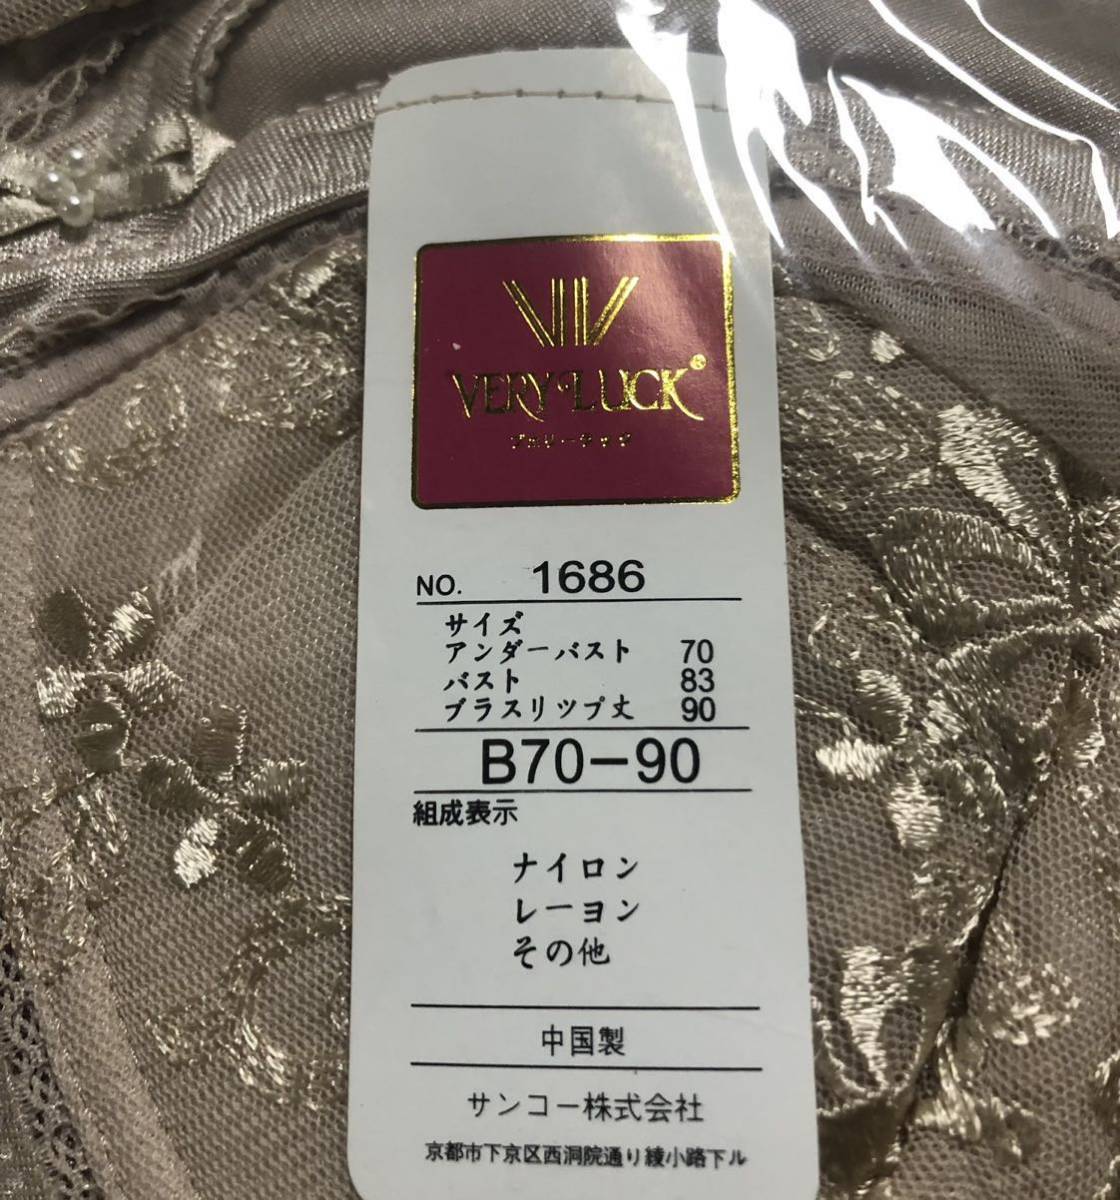 VERY LUCK®
ヴェリーラック
NO. 1686
サイズ
アンダーバスト 70
バスト 83
ブラスリップ丈 90
B70-90
組成表示
ナイロン
レーヨン
その他
中国製
サンコー株式会社
京都市下京区西洞院通り綾小路下ル